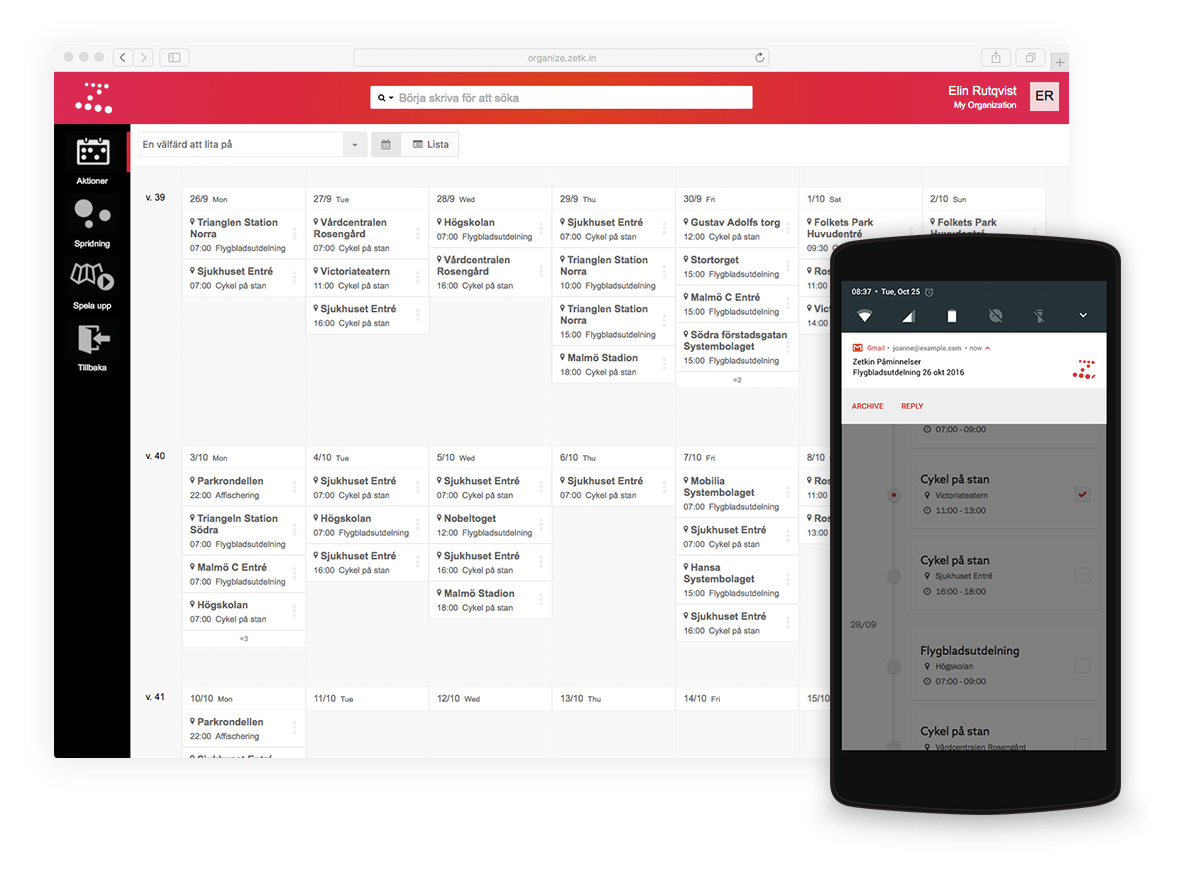 organize.zetk.in
Börja skriva för att söka
Elin Rutqvist
My Organization
ER
Aktioner
Spridning
Spela upp
Tillbaka
En välfärd att lita på
Lista
v. 39
26/9 Mon
Trianglen Station
Norra
07:00 Flygbladsutdelning
Sjukhuset Entré
07:00 Cykel på stan
27/9 Tue
Vårdcentralen
Rosengård
07:00 Cykel på stan
Victoriateatern
11:00 Cykel på stan
Sjukhuset Entré
16:00 Cykel på stan
28/9 Wed
Högskolan
07:00 Flygbladsutdelning
Vårdcentralen
Rosengård
16:00 Cykel på stan
29/9 Thu
Sjukhuset Entré
07:00 Cykel på stan
Trianglen Station
Norra
10:00 Flygbladsutdelning
Trianglen Station
Norra
15:00 Flygbladsutdelning
Malmö Stadion
18:00 Cykel på stan
30/9 Fri
Gustav Adolfs torg
12:00 Cykel på stan
Stortorget
15:00 Flygbladsutdelning
Malmö C Entré
15:00 Flygbladsutdelning
Södra förstadsgatan
Systembolaget
15:00 Flygbladsutdelning
+2
1/10 Sat
Folkets Park
Huvudentré
09:30 C
Ros
11:00
Vict
14:00
2/10 Sun
Folkets Park
Huvudentré
v. 40
3/10 Mon
Parkrondellen
22:00 Affischering
Triangeln Station
Södra
07:00 Flygbladsutdelning
Malmö C Entré
07:00 Flygbladsutdelning
Högskolan
07:00 Cykel på stan
+3
4/10 Tue
Sjukhuset Entré
07:00 Cykel på stan
Högskolan
07:00 Flygbladsutdelning
Sjukhuset Entré
16:00 Cykel på stan
5/10 Wed
Sjukhuset Entré
07:00 Cykel på stan
Nobeltoget
12:00 Flygbladsutdelning
Sjukhuset Entré
16:00 Cykel på stan
Malmö Stadion
18:00 Cykel på stan
6/10 Thu
Sjukhuset Entré
07:00 Cykel på stan
7/10 Fri
Mobilia
Systembolaget
07:00 Flygbladsutdelning
Sjukhuset Entré
07:00 Cykel på stan
Hansa
Systembolaget
15:00 Flygbladsutdelning
Sjukhuset Entré
16:00 Cykel på stan
8/10
Ros
11:00
Ros
13:00
v. 41
10/10 Mon
Parkrondellen
22:00 Affischering
Sjukhuset Entré
11/10 Tue
12/10 Wed
13/10 Thu
14/10 Fri
15/10
08:37 • Tue, Oct 25
Gmail • joanne@example.com • now
Zetkin Påminnelser
Flygbladsutdelning 26 okt 2016
ARCHIVE REPLY
07:00 - 09:00
Cykel på stan
Victoriateatern
11:00 - 13:00
Cykel på stan
Sjukhuset Entré
16:00 - 18:00
28/09
Flygbladsutdelning
Högskolan
07:00 - 09:00
Cykel på stan
Vårdcentralen Rosengård